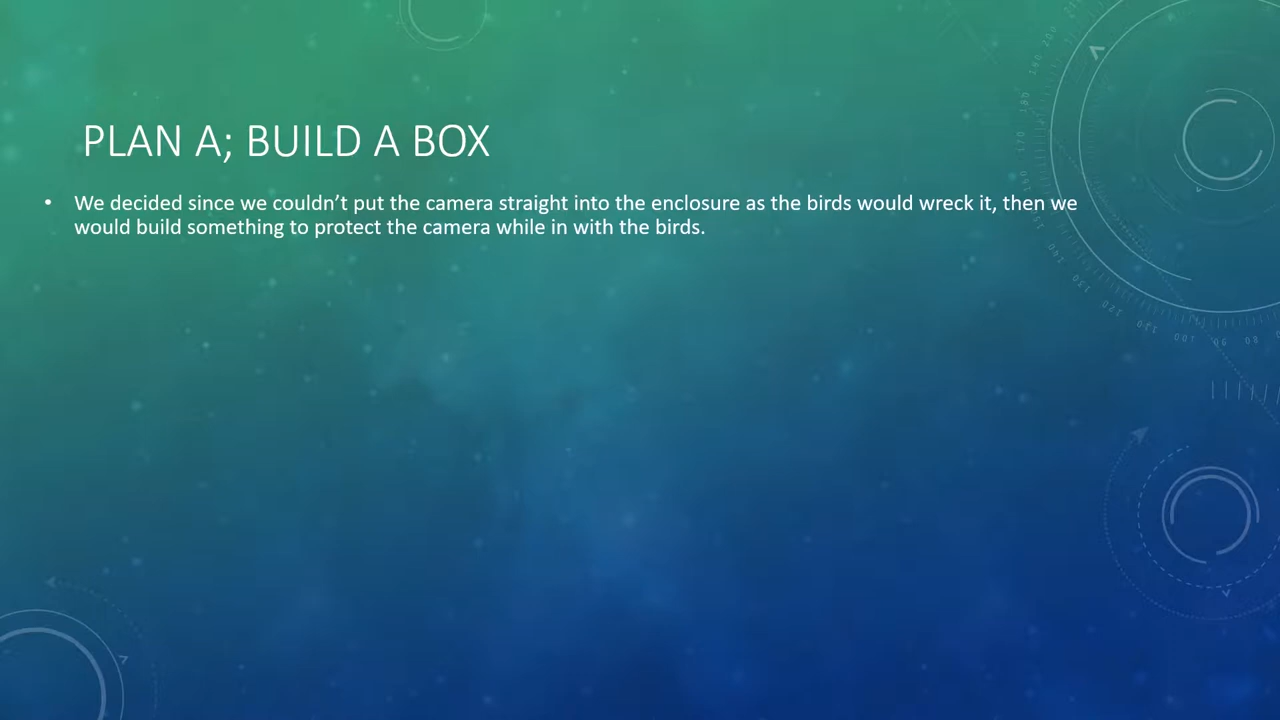 PLAN A; BUILD A BOX
• We decided since we couldn’t put the camera straight into the enclosure as the birds would wreck it, then we
would build something to protect the camera while in with the birds.